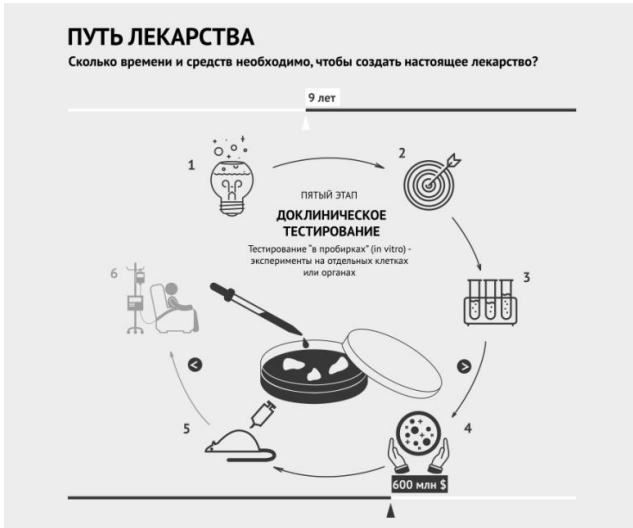 ПУТЬ ЛЕКАРСТВА
Сколько времени и средств необходимо, чтобы создать настоящее лекарство?
9 лет
1
2
ПЯТЫЙ ЭТАП
ДОКЛИНИЧЕСКОЕ
ТЕСТИРОВАНИЕ
Тестирование "в пробирках" (in vitro) -
эксперименты на отдельных клетках
или органах
6
3
5
4
600 млн $